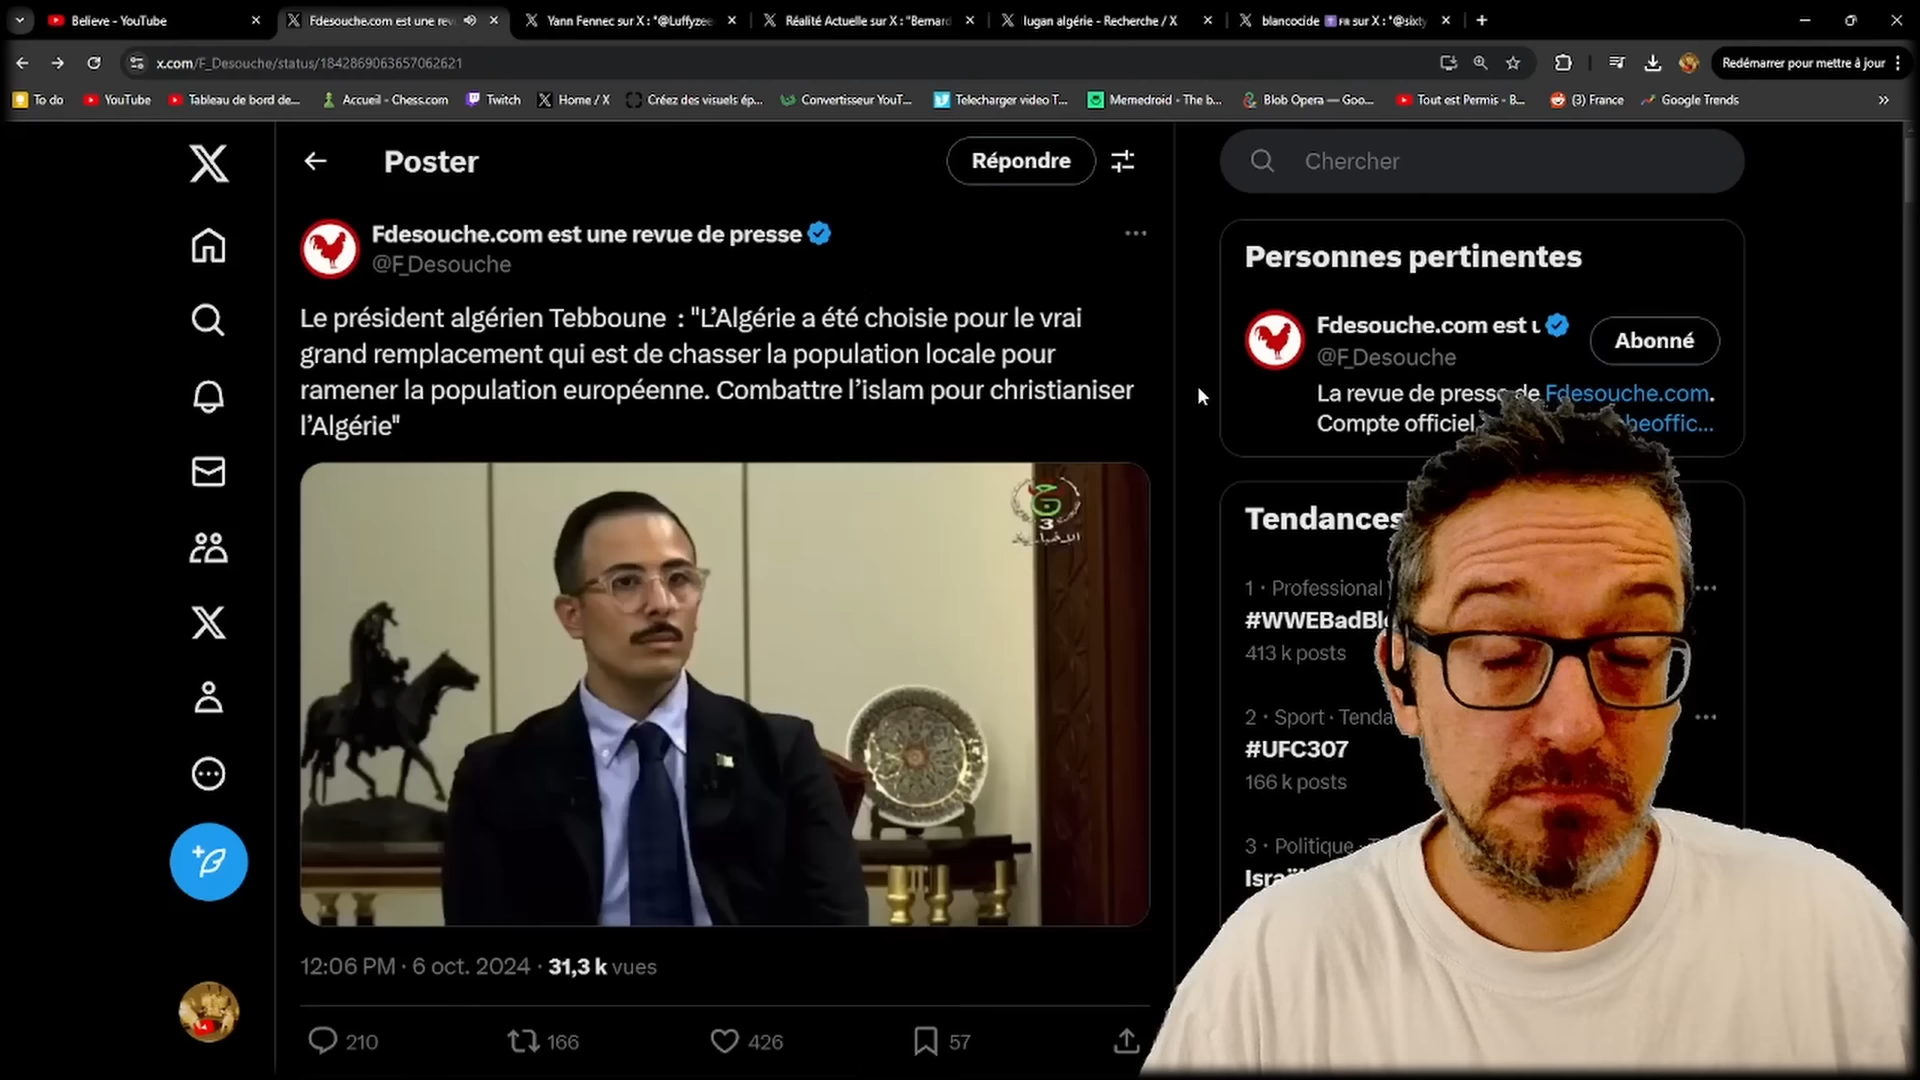 Believe - YouTube
Fdesouche.com est une rev
Yann Fennec sur X : "@Luffyzee
Réalité Actuelle sur X : "Bernard
lugan algérie - Recherche / X
blancocide FR sur X : "@sixty
x.com/F_Desouche/status/1842869063657062621
Redémarrer pour mettre à jour
To do
YouTube
Tableau de bord de...
Accueil - Chess.com
Twitch
Home / X
Créez des visuels ép...
Convertisseur YouT...
Telecharger video T...
Memedroid - The b...
Blob Opera — Goo...
Tout est Permis - B...
(3) France
Google Trends
Poster
Répondre
Chercher
Fdesouche.com est une revue de presse
@F_Desouche
Le président algérien Tebboune : "L’Algérie a été choisie pour le vrai
grand remplacement qui est de chasser la population locale pour
ramener la population européenne. Combattre l’islam pour christianiser
l’Algérie"
3
12:06 PM · 6 oct. 2024 · 31,3 k vues
210
166
426
57
Personnes pertinentes
Fdesouche.com est u
Abonné
@F_Desouche
La revue de presse de Fdesouche.com.
Compte officiel
beoffic...
Tendances
1 · Professional
#WWEBadBl
413 k posts
2 · Sport · Tenda
#UFC307
166 k posts
3 · Politique · T
Isra